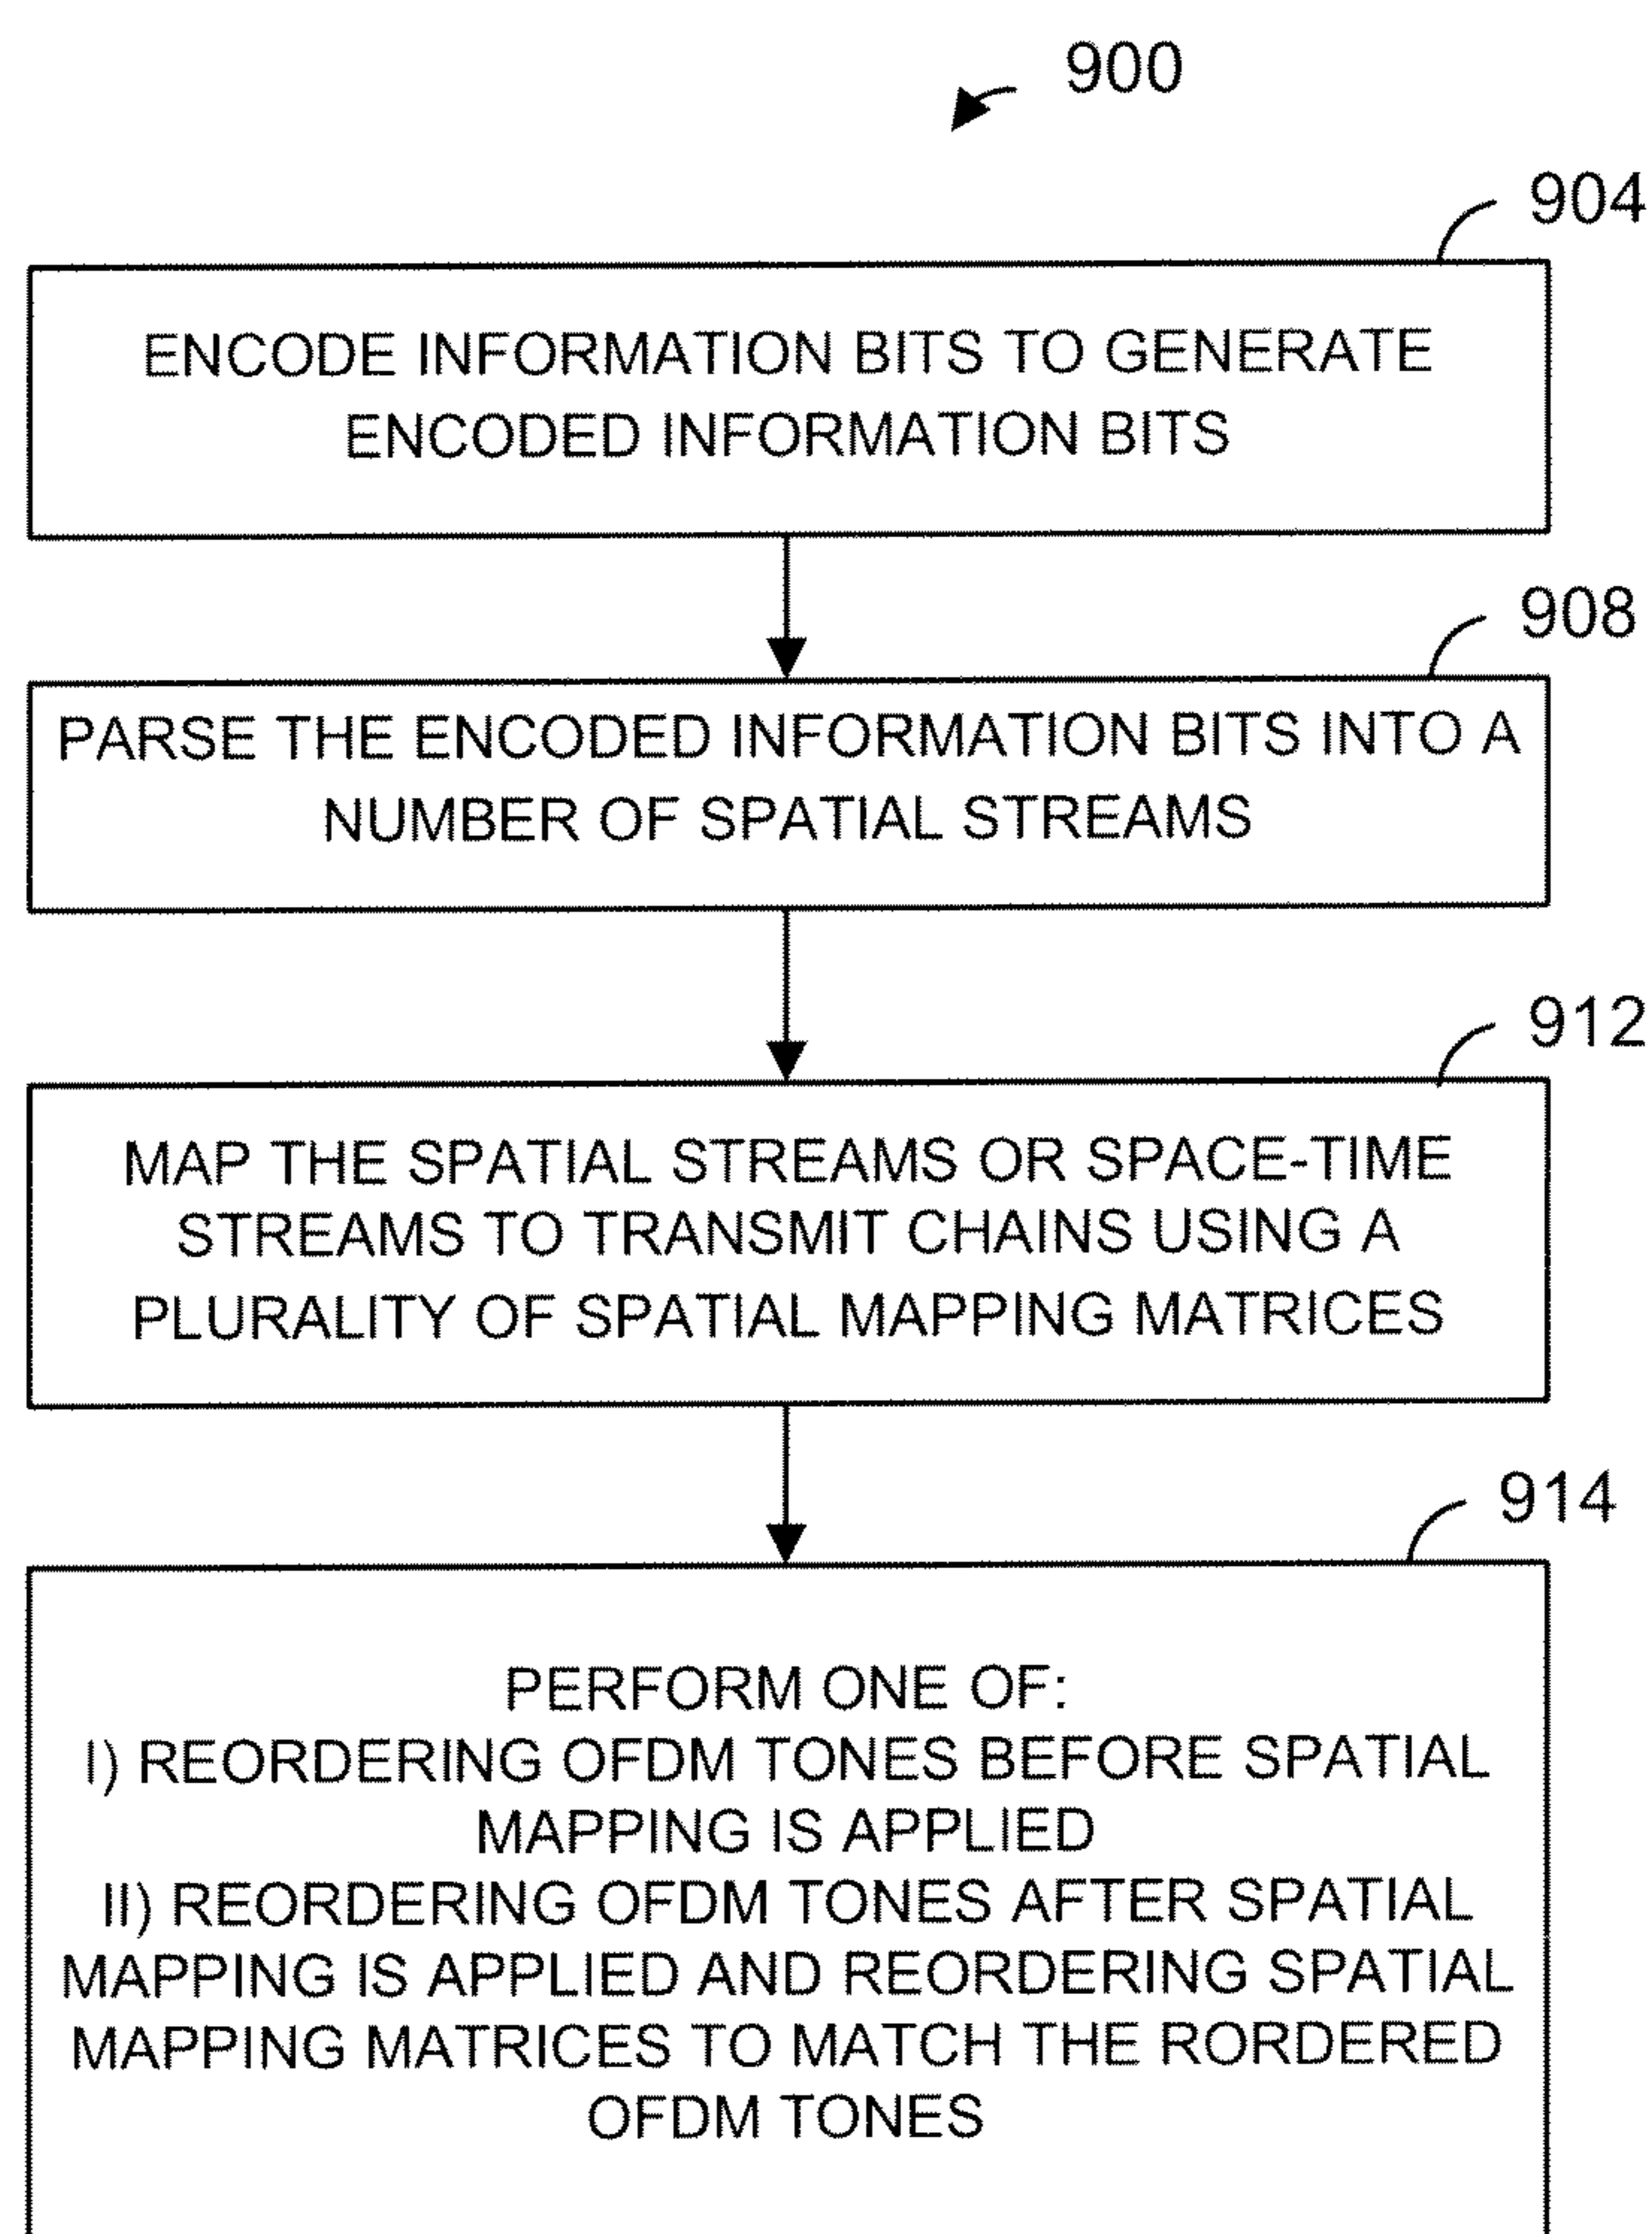 900
904
ENCODE INFORMATION BITS TO GENERATE
ENCODED INFORMATION BITS
908
PARSE THE ENCODED INFORMATION BITS INTO A
NUMBER OF SPATIAL STREAMS
912
MAP THE SPATIAL STREAMS OR SPACE-TIME
STREAMS TO TRANSMIT CHAINS USING A
PLURALITY OF SPATIAL MAPPING MATRICES
914
PERFORM ONE OF:
I) REORDERING OFDM TONES BEFORE SPATIAL
MAPPING IS APPLIED
II) REORDERING OFDM TONES AFTER SPATIAL
MAPPING IS APPLIED AND REORDERING SPATIAL
MAPPING MATRICES TO MATCH THE RORDERED
OFDM TONES